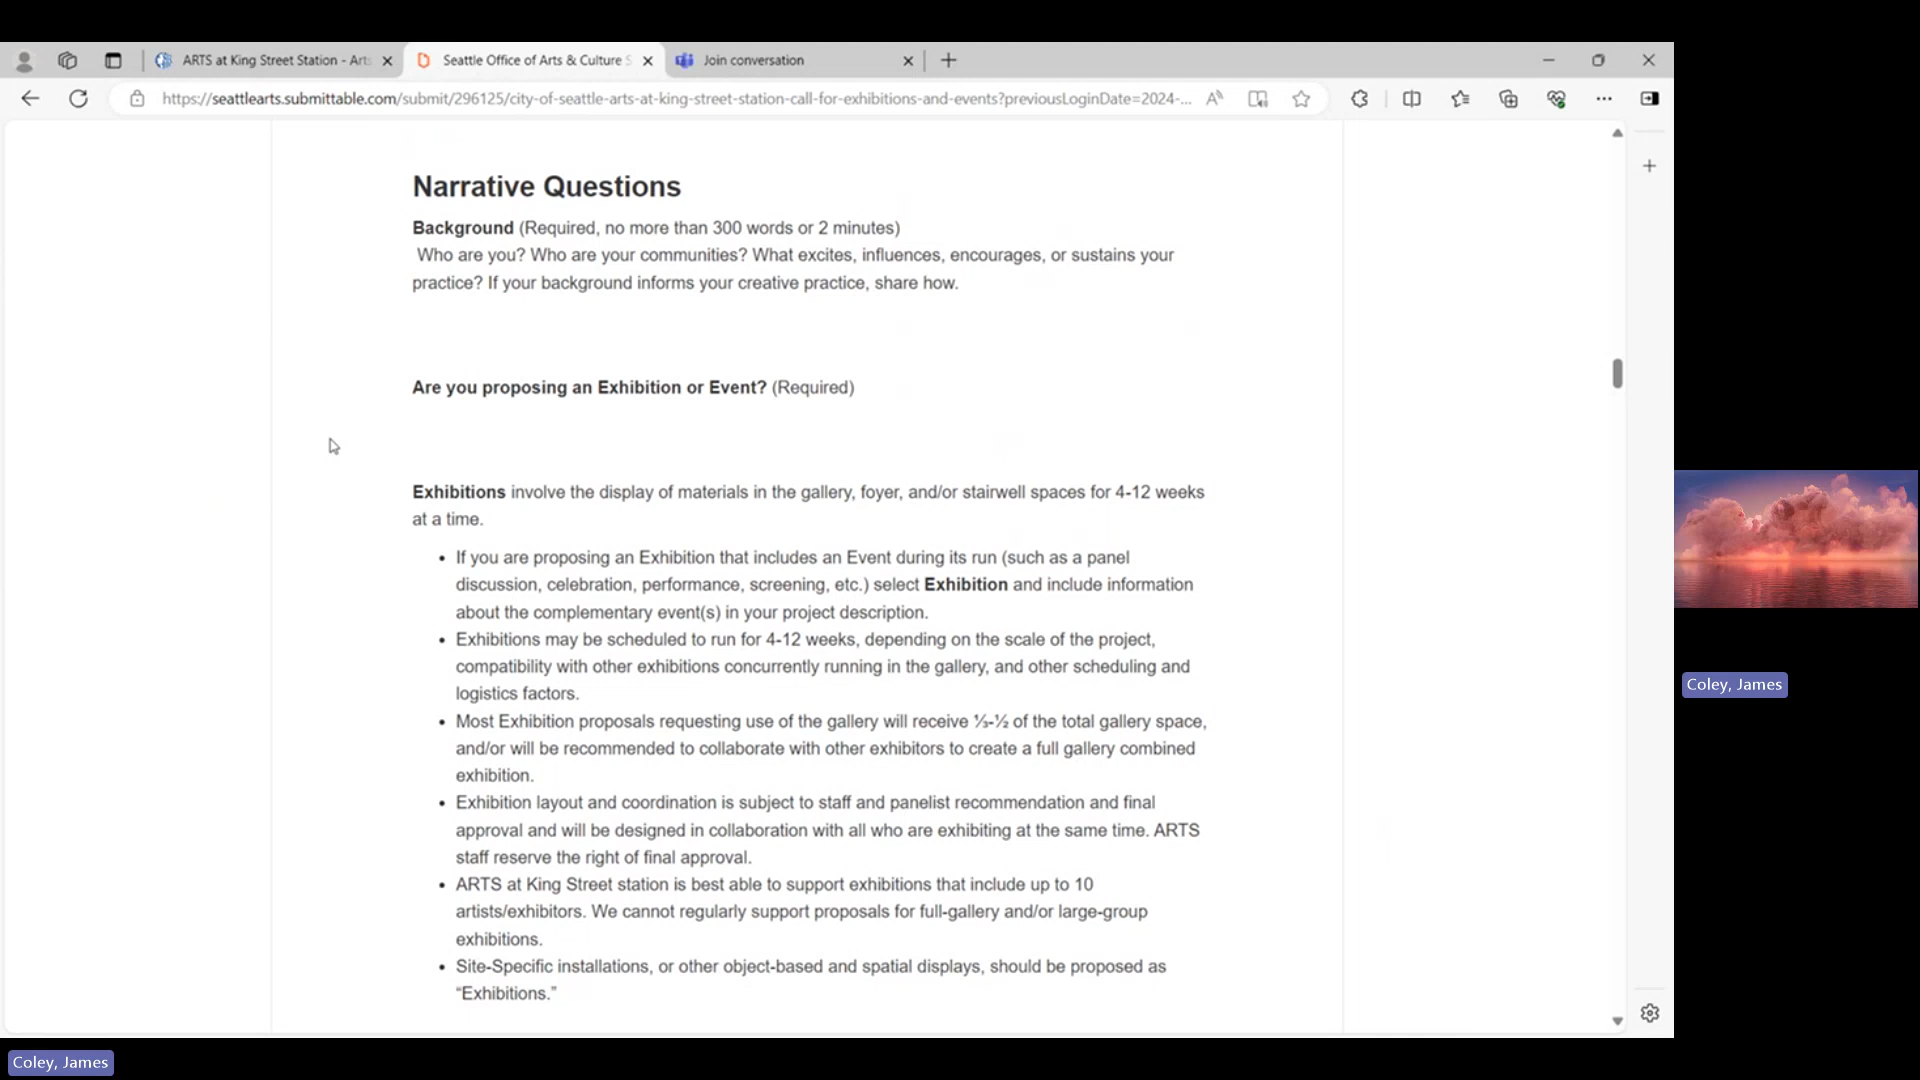 ARTS at King Street Station - Arts
Seattle Office of Arts & Culture S
Join conversation
https://seattlearts.submittable.com/submit/296125/city-of-seattle-arts-at-king-street-station-call-for-exhibitions-and-events?previousLoginDate=2024-...
Narrative Questions
Background (Required, no more than 300 words or 2 minutes)
Who are you? Who are your communities? What excites, influences, encourages, or sustains your
practice? If your background informs your creative practice, share how.
Are you proposing an Exhibition or Event? (Required)
Exhibitions involve the display of materials in the gallery, foyer, and/or stairwell spaces for 4-12 weeks
at a time.
• If you are proposing an Exhibition that includes an Event during its run (such as a panel
discussion, celebration, performance, screening, etc.) select Exhibition and include information
about the complementary event(s) in your project description.
• Exhibitions may be scheduled to run for 4-12 weeks, depending on the scale of the project,
compatibility with other exhibitions concurrently running in the gallery, and other scheduling and
logistics factors.
• Most Exhibition proposals requesting use of the gallery will receive ⅓-½ of the total gallery space,
and/or will be recommended to collaborate with other exhibitors to create a full gallery combined
exhibition.
• Exhibition layout and coordination is subject to staff and panelist recommendation and final
approval and will be designed in collaboration with all who are exhibiting at the same time. ARTS
staff reserve the right of final approval.
• ARTS at King Street station is best able to support exhibitions that include up to 10
artists/exhibitors. We cannot regularly support proposals for full-gallery and/or large-group
exhibitions.
• Site-Specific installations, or other object-based and spatial displays, should be proposed as
“Exhibitions.”
Coley, James
Coley, James